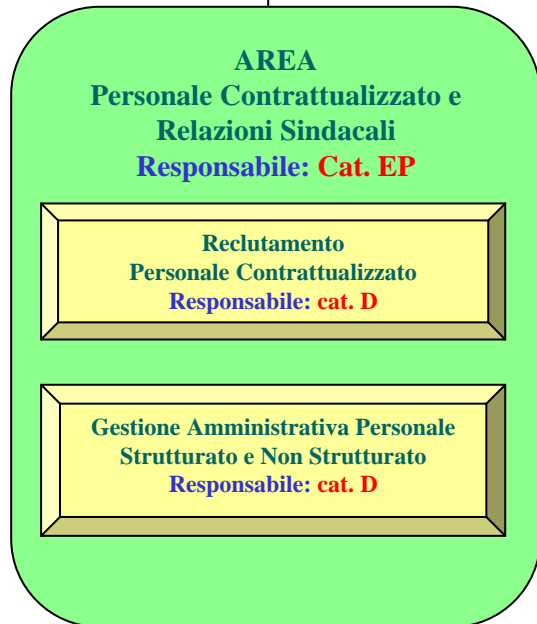 AREA
Personale Contrattualizzato e
Relazioni Sindacali
Responsabile: Cat. EP
Reclutamento
Personale Contrattualizzato
Responsabile: cat. D
Gestione Amministrativa Personale
Strutturato e Non Strutturato
Responsabile: cat. D